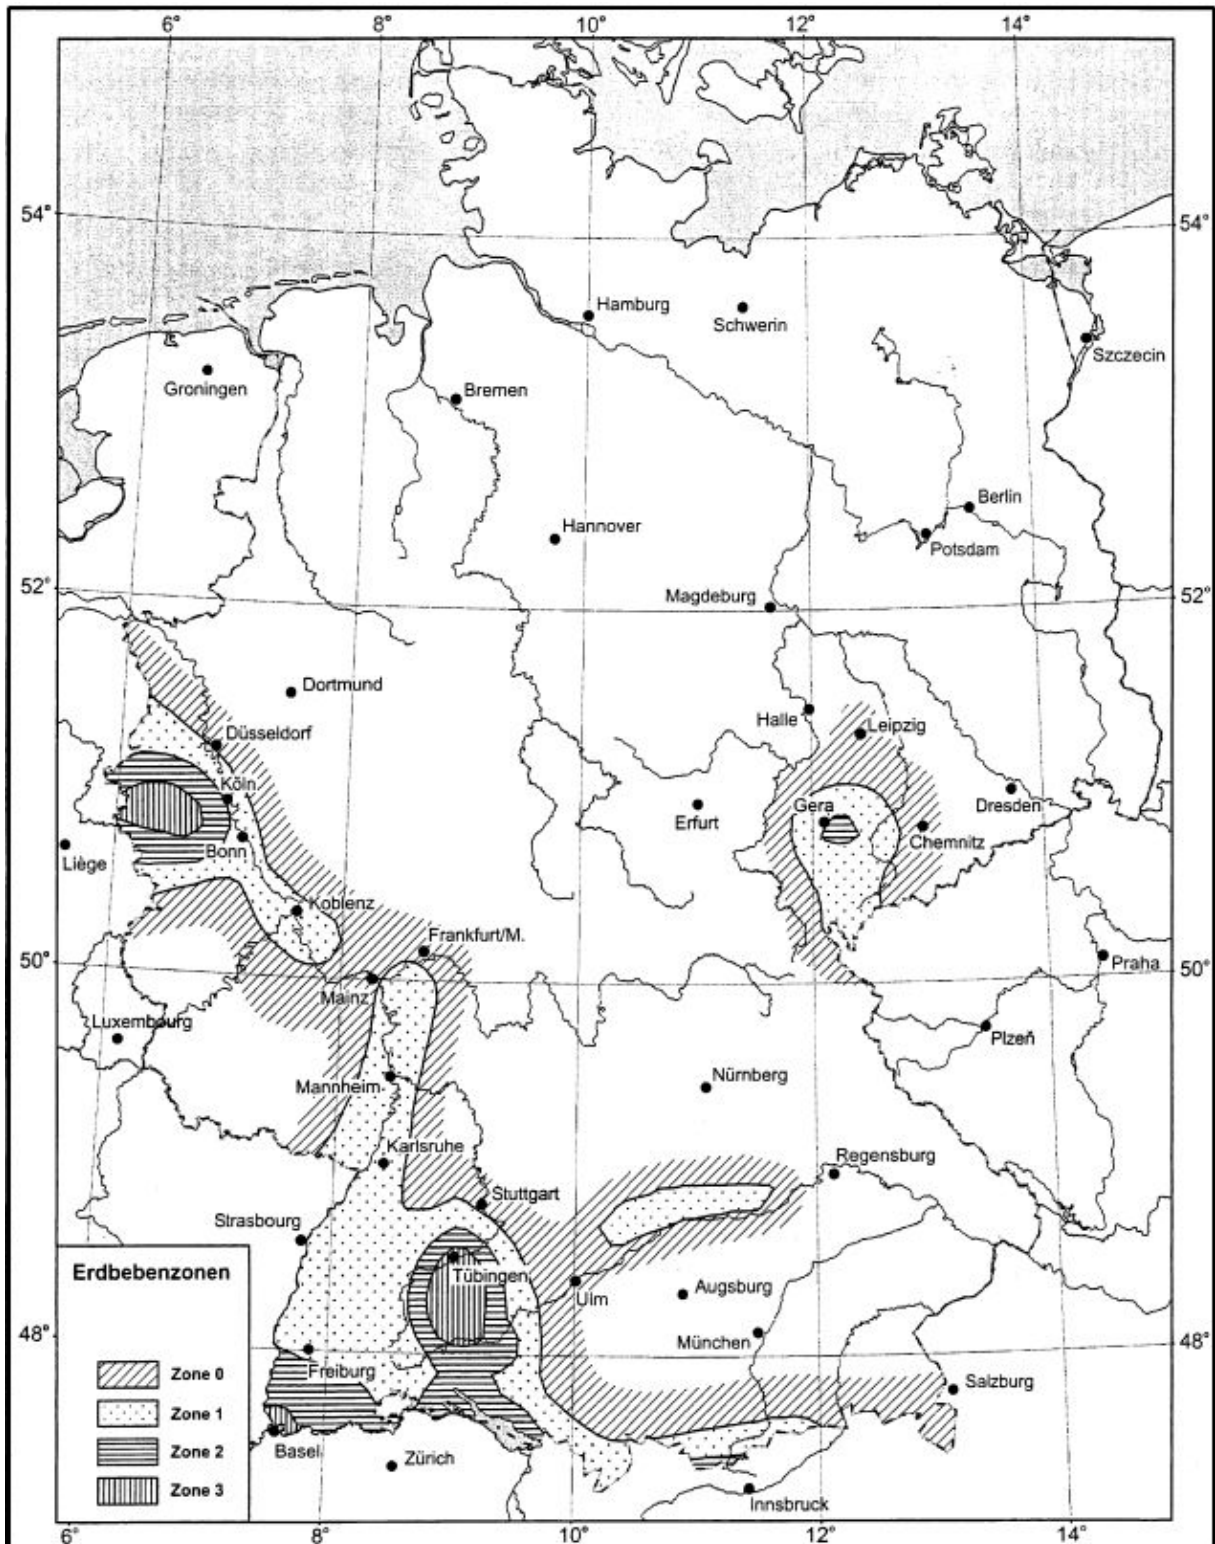 6°
8°
10°
12°
14°
54°
54°
Hamburg
Schwerin
Szczecin
Groningen
Bremen
Berlin
Hannover
Potsdam
52°
Magdeburg
52°
Dortmund
Halle
Leipzig
Düsseldorf
Köln
Gera
Dresden
Erfurt
Chemnitz
Liège
Bonn
Koblenz
Frankfurt/M.
50°
50°
Praha
Mainz
Luxembourg
Plzeň
Mannheim
Nürnberg
Karlsruhe
Regensburg
Stuttgart
Strasbourg
Erdbebenzonen
Tübingen
Ulm
Augsburg
48°
München
48°
Freiburg
Zone 0
Salzburg
Zone 1
Basel
Zürich
Zone 2
Zone 3
Innsbruck
6°
8°
10°
12°
14°